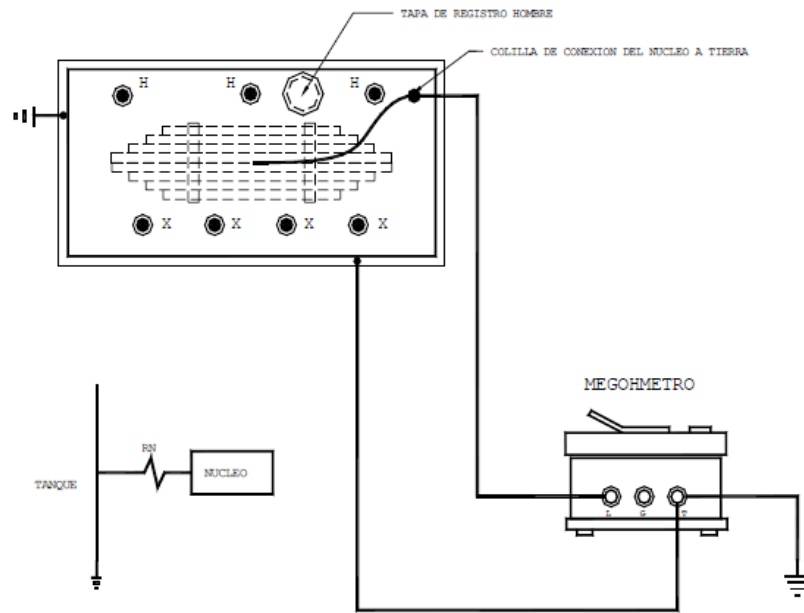 TAPA DE REGISTRO HOMBRE
COLILLA DE CONEXION DEL NUCLEO A TIERRA
H H H
X X X X
MEGOHMETRO
RN
NUCLEO
TANQUE
L G T